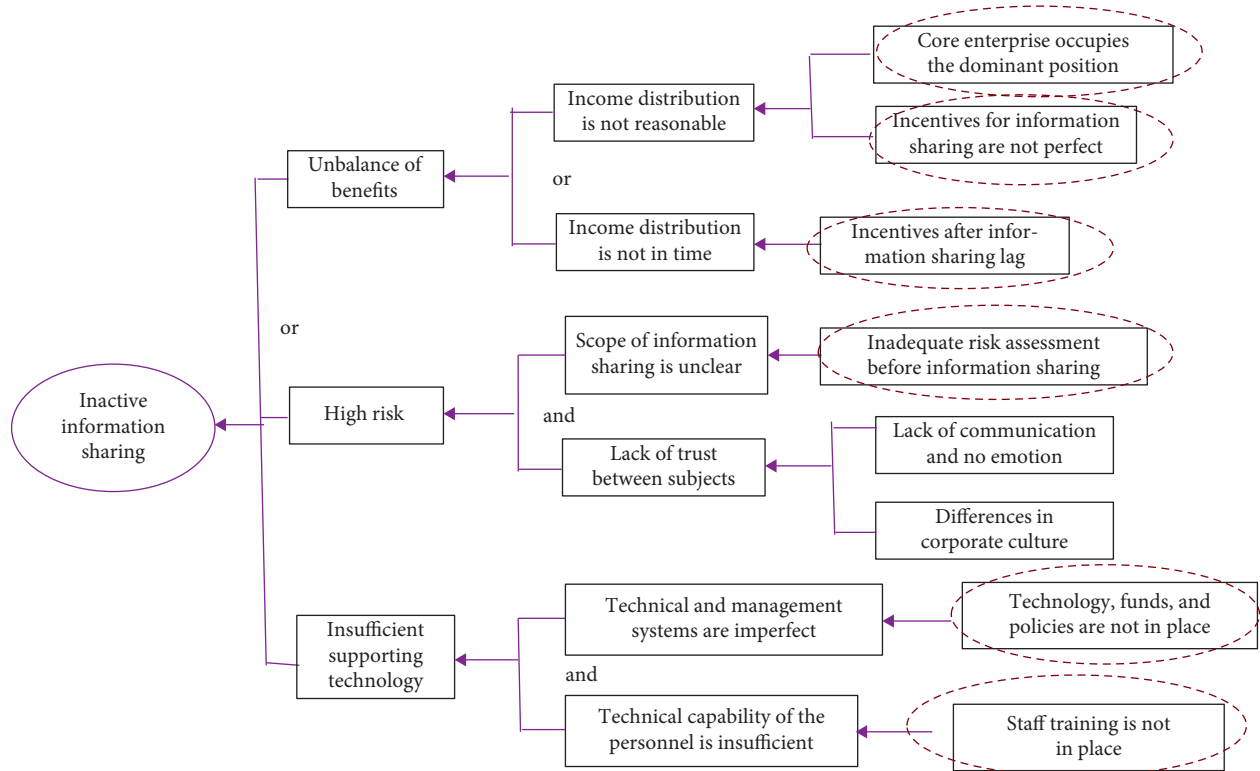 Core enterprise occupies
the dominant position
Income distribution
is not reasonable
Incentives for information
sharing are not perfect
Unbalance of
benefits
or
Income distribution
is not in time
Incentives after infor-
mation sharing lag
or
Scope of information
sharing is unclear
Inadequate risk assessment
before information sharing
Inactive
information
sharing
High risk
and
Lack of trust
between subjects
Lack of communication
and no emotion
Differences in
corporate culture
Insufficient
supporting
technology
Technical and management
systems are imperfect
Technology, funds, and
policies are not in place
and
Technical capability of the
personnel is insufficient
Staff training is not
in place